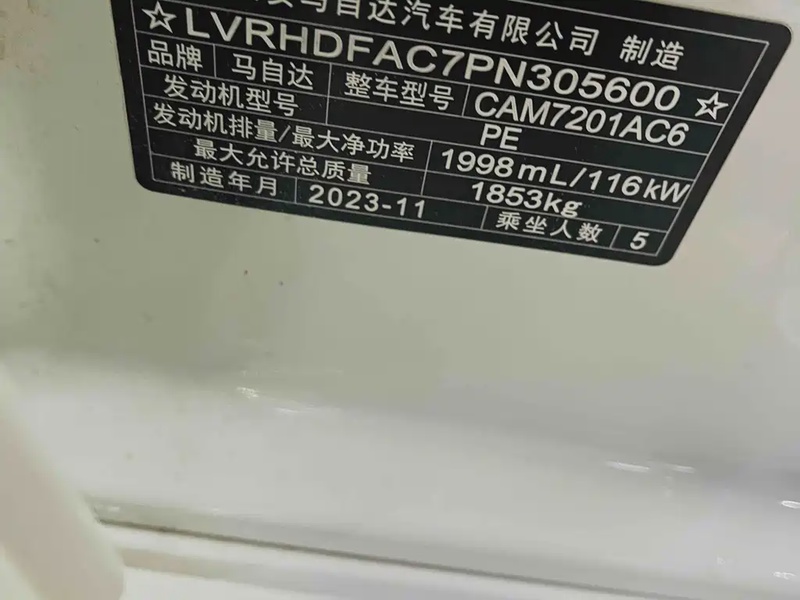 马自达汽车有限公司 制造
☆LVRHDFAC7PN305600☆
品牌 马自达 整车型号 CAM7201AC6
发动机型号 PE
发动机排量/最大净功率 1998mL/116kW
最大允许总质量 1853kg
制造年月 2023-11 乘坐人数 5